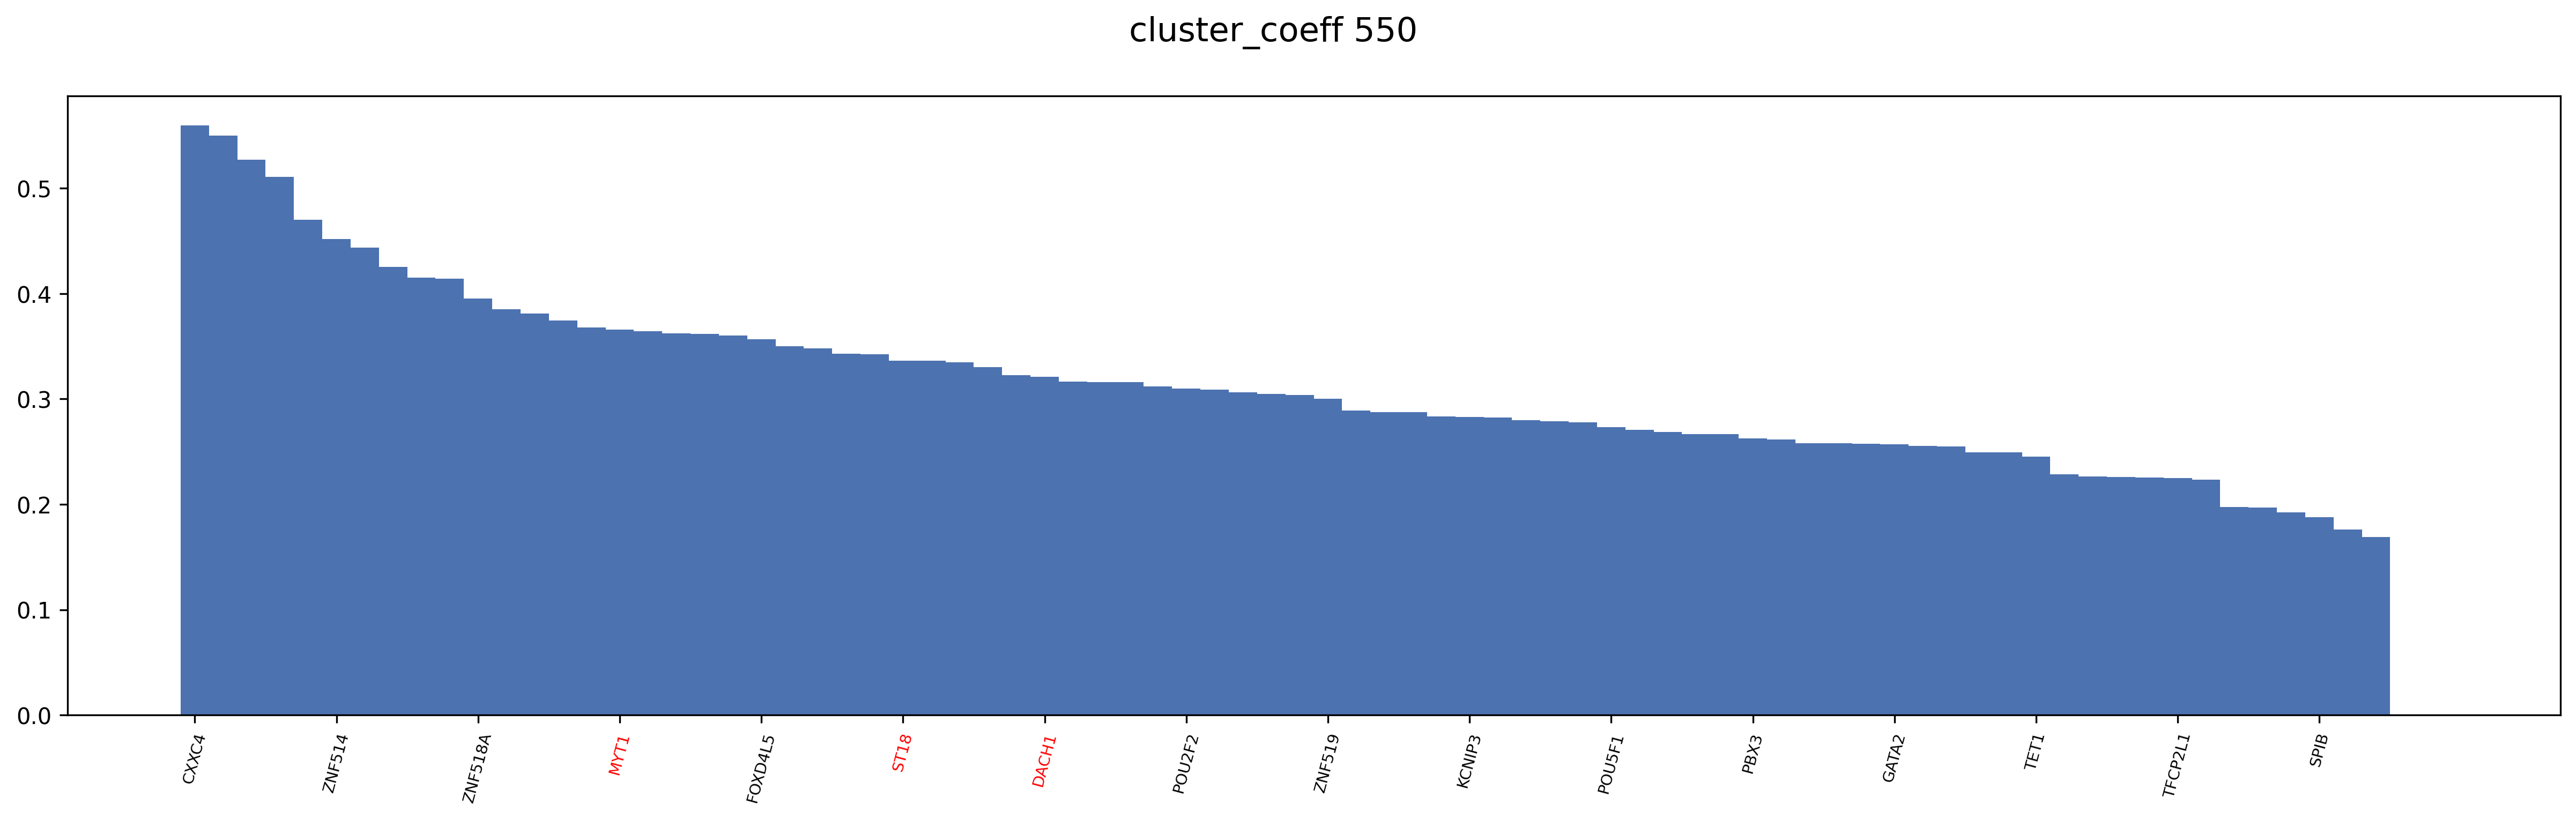 cluster_coeff 550
0.5
0.4
0.3
0.2
0.1
0.0
CXXC4
ZNF514
ZNF518A
MYT1
FOXD4L5
ST18
DACH1
POU2F2
ZNF519
KCNIP3
POU5F1
PBX3
GATA2
TET1
TFCP2L1
SPIB